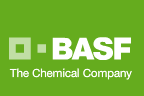 BASF
The Chemical Company